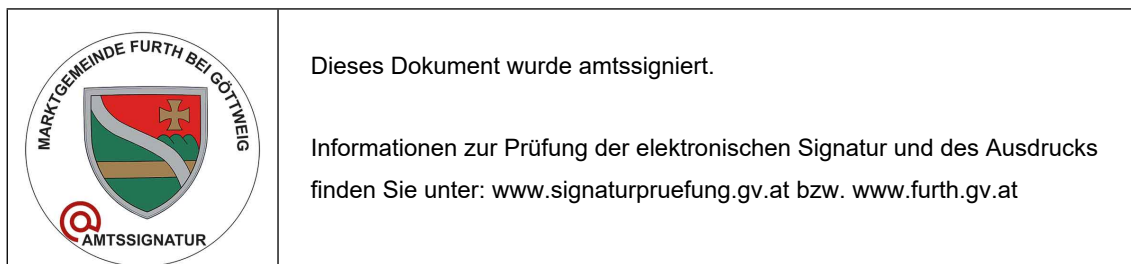 MARKTGEMEINDE FURTH BEI GÖTTWEIG
@
AMTSSIGNATUR
Dieses Dokument wurde amtssigniert.
Informationen zur Prüfung der elektronischen Signatur und des Ausdrucks
finden Sie unter: www.signaturpruefung.gv.at bzw. www.furth.gv.at